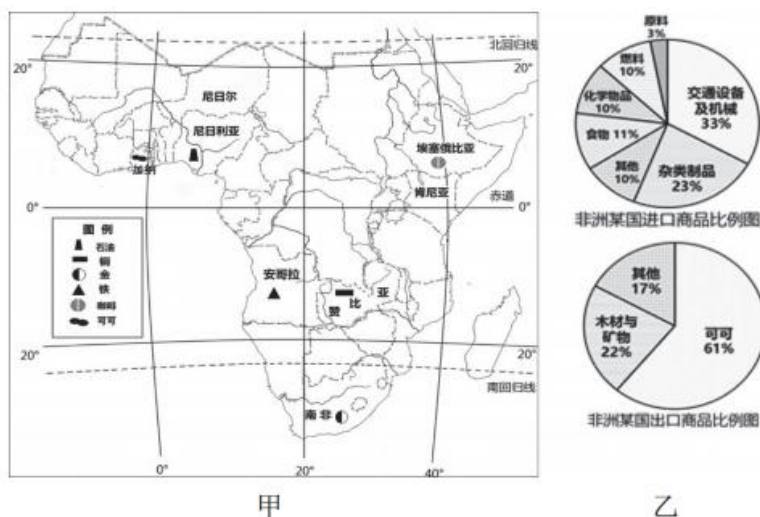 北回归线
20°
20°
尼日尔
尼日利亚
埃塞俄比亚
加纳
肯尼亚
0°
赤道
0°
图例
石油
铜
金
铁
咖啡
可可
安哥拉
赞
比
亚
20°
20°
南回归线
南非
0°
20°
40°
甲
原料
3%
燃料
10%
化学物品
10%
食物 11%
其他
10%
交通设备
及机械
33%
杂类制品
23%
非洲某国进口商品比例图
其他
17%
木材与
矿物
22%
可可
61%
非洲某国出口商品比例图
乙